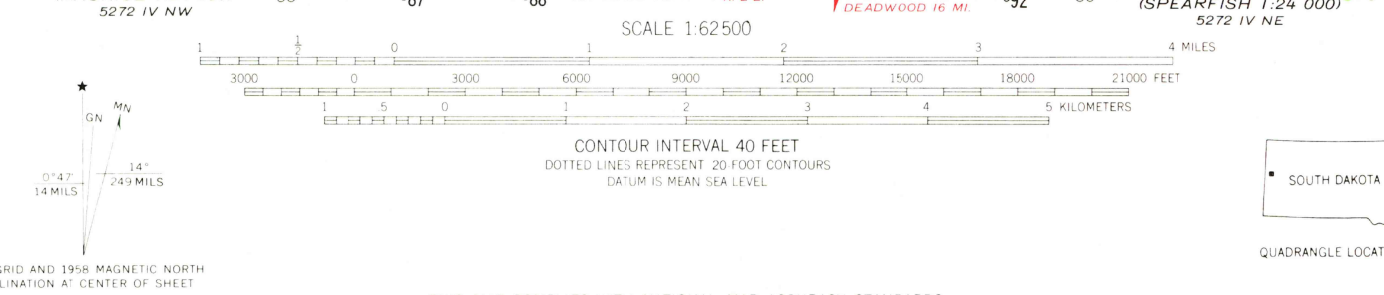 5272 IV NW
DEADWOOD 16 MI.
(SPEARFISH 1:24 000)
5272 IV NE
SCALE 1:62500
1 1/2 0 1 2 3 4 MILES
3000 0 3000 6000 9000 12000 15000 18000 21000 FEET
1 5 0 1 2 3 4 5 KILOMETERS
CONTOUR INTERVAL 40 FEET
DOTTED LINES REPRESENT 20 FOOT CONTOURS
DATUM IS MEAN SEA LEVEL
★
GN
MN
0°47'
14 MILS
14°
249 MILS
GRID AND 1958 MAGNETIC NORTH
LINATION AT CENTER OF SHEET
SOUTH DAKOTA
QUADRANGLE LOCAT